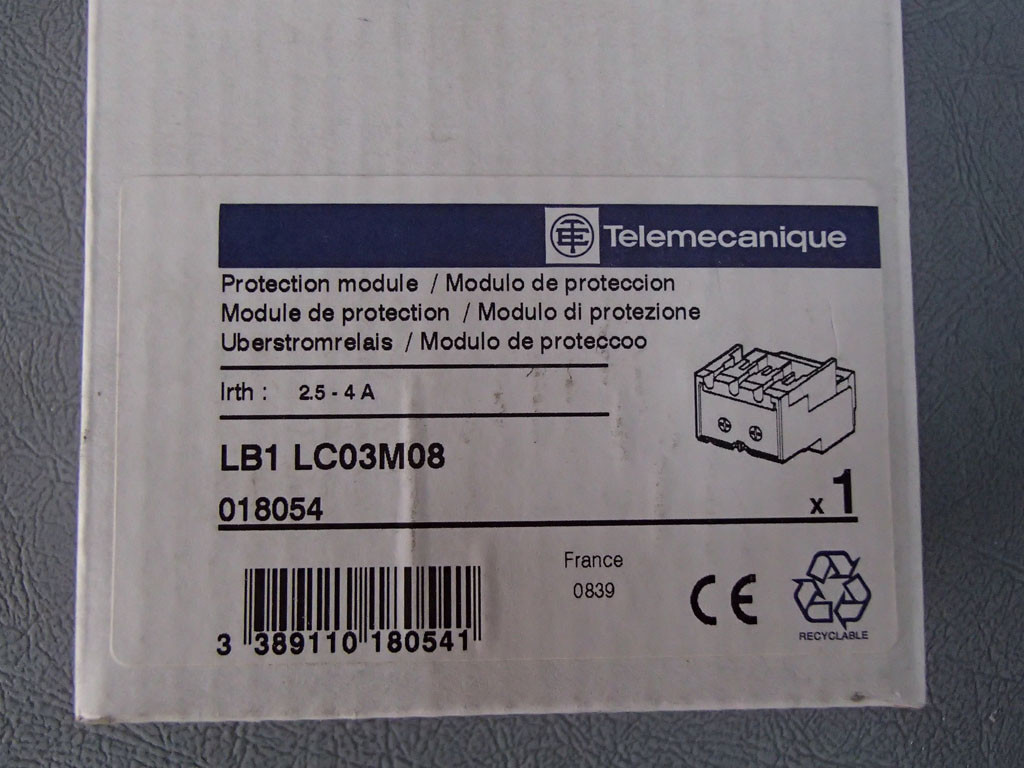 Telemecanique
Protection module / Modulo de proteccion
Module de protection / Modulo di protezione
Uberstromrelais / Modulo de proteccoo
Irth : 2.5 - 4 A
LB1 LC03M08
018054
x 1
France
0839
CE
RECYCLABLE
3 389110 180541